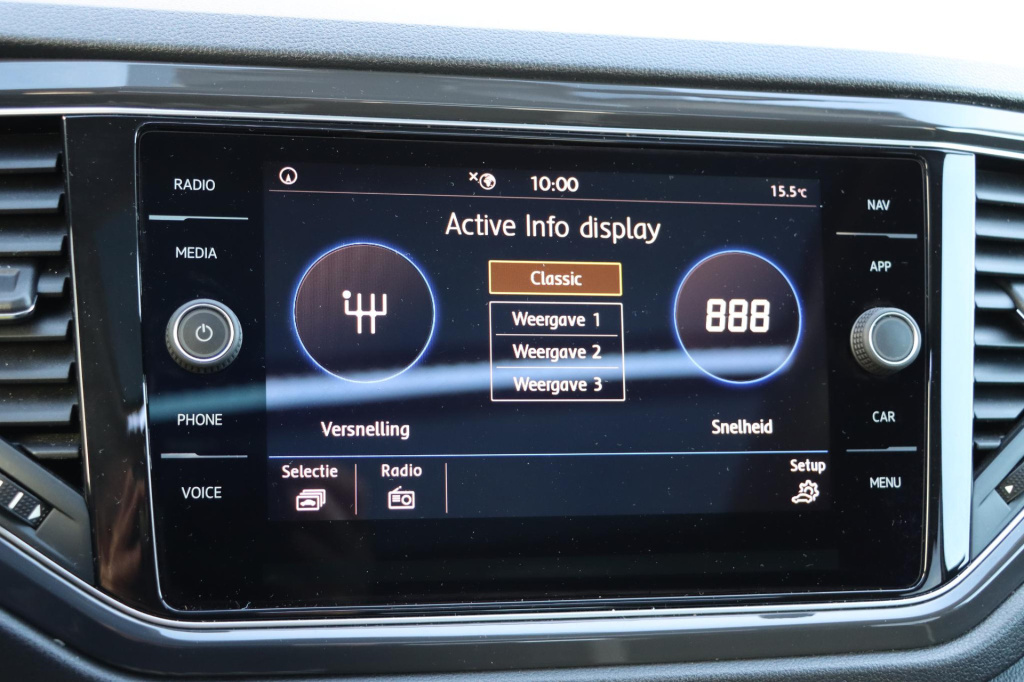 RADIO
MEDIA
PHONE
VOICE
10:00
15.5°C
Active Info display
Classic
Weergave 1
Weergave 2
Weergave 3
888
Versnelling
Snelheid
Selectie
Radio
Setup
NAV
APP
CAR
MENU